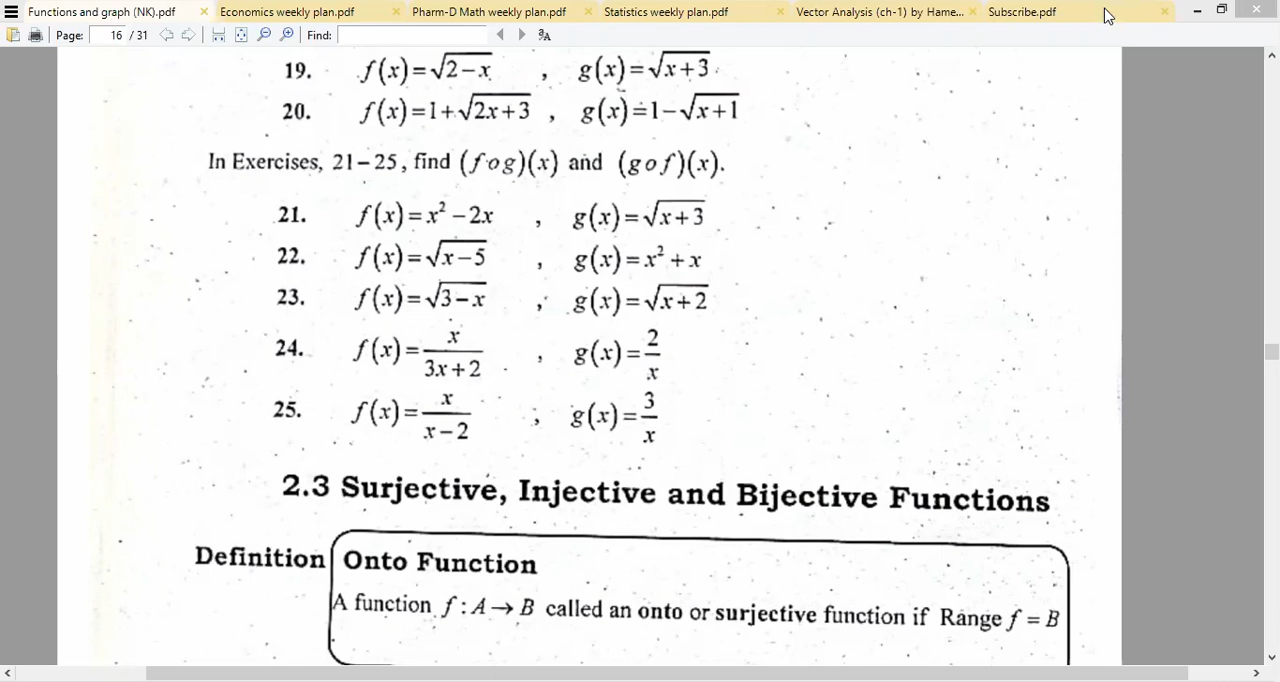 Functions and graph (NK).pdf Economics weekly plan.pdf Pharm-D Math weekly plan.pdf Statistics weekly plan.pdf Vector Analysis (ch-1) by Hame... Subscribe.pdf
Page: 16 / 31 Find:
19. f(x)=√2−x , g(x)=√x+3
20. f(x)=1+√2x+3 , g(x)=1−√x+1
In Exercises, 21−25, find (fog)(x) and (gof)(x).
21. f(x)=x²−2x , g(x)=√x+3
22. f(x)=√x−5 , g(x)=x²+x
23. f(x)=√3−x , g(x)=√x+2
24. f(x)=x/3x+2 , g(x)=2/x
25. f(x)=x/x−2 , g(x)=3/x
2.3 Surjective, Injective and Bijective Functions
Definition Onto Function
A function f : A → B called an onto or surjective function if Range f = B